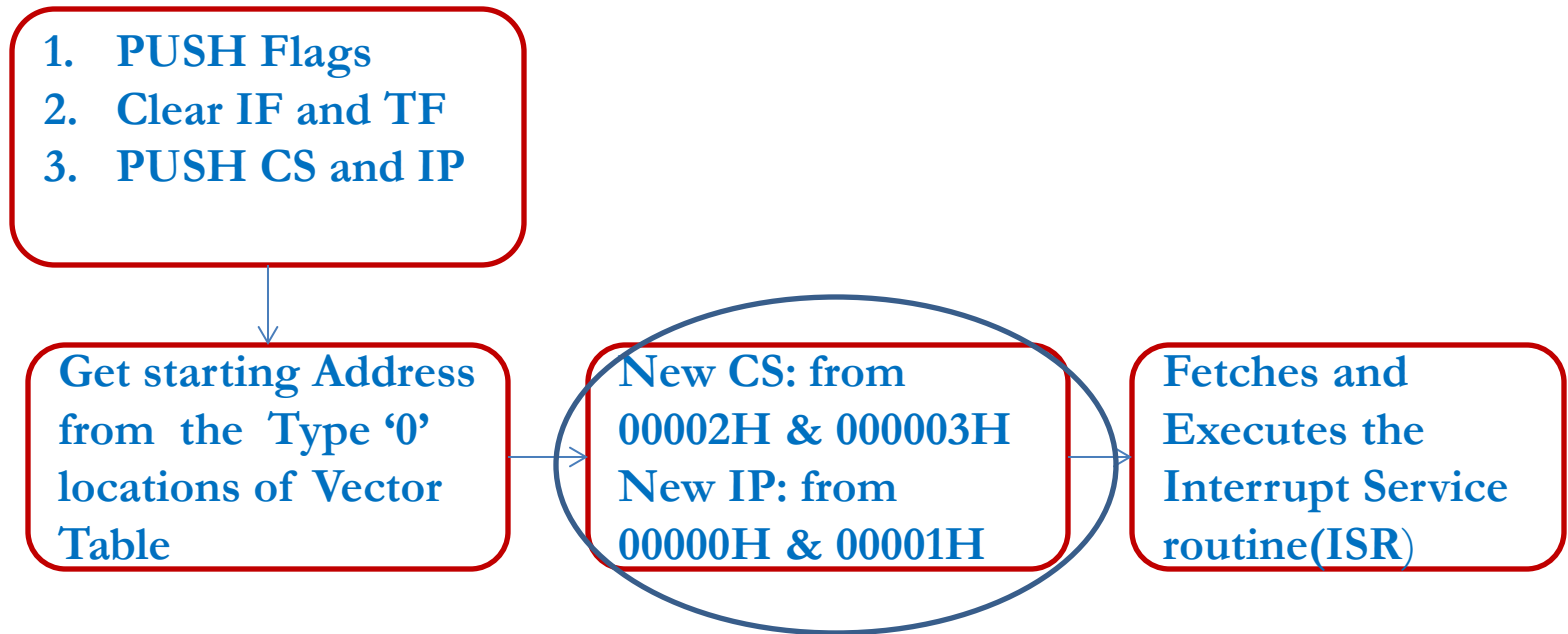 1. PUSH Flags
2. Clear IF and TF
3. PUSH CS and IP
Get starting Address
from the Type ‘0’
locations of Vector
Table
New CS: from
00002H & 000003H
New IP: from
00000H & 00001H
Fetches and
Executes the
Interrupt Service
routine(ISR)